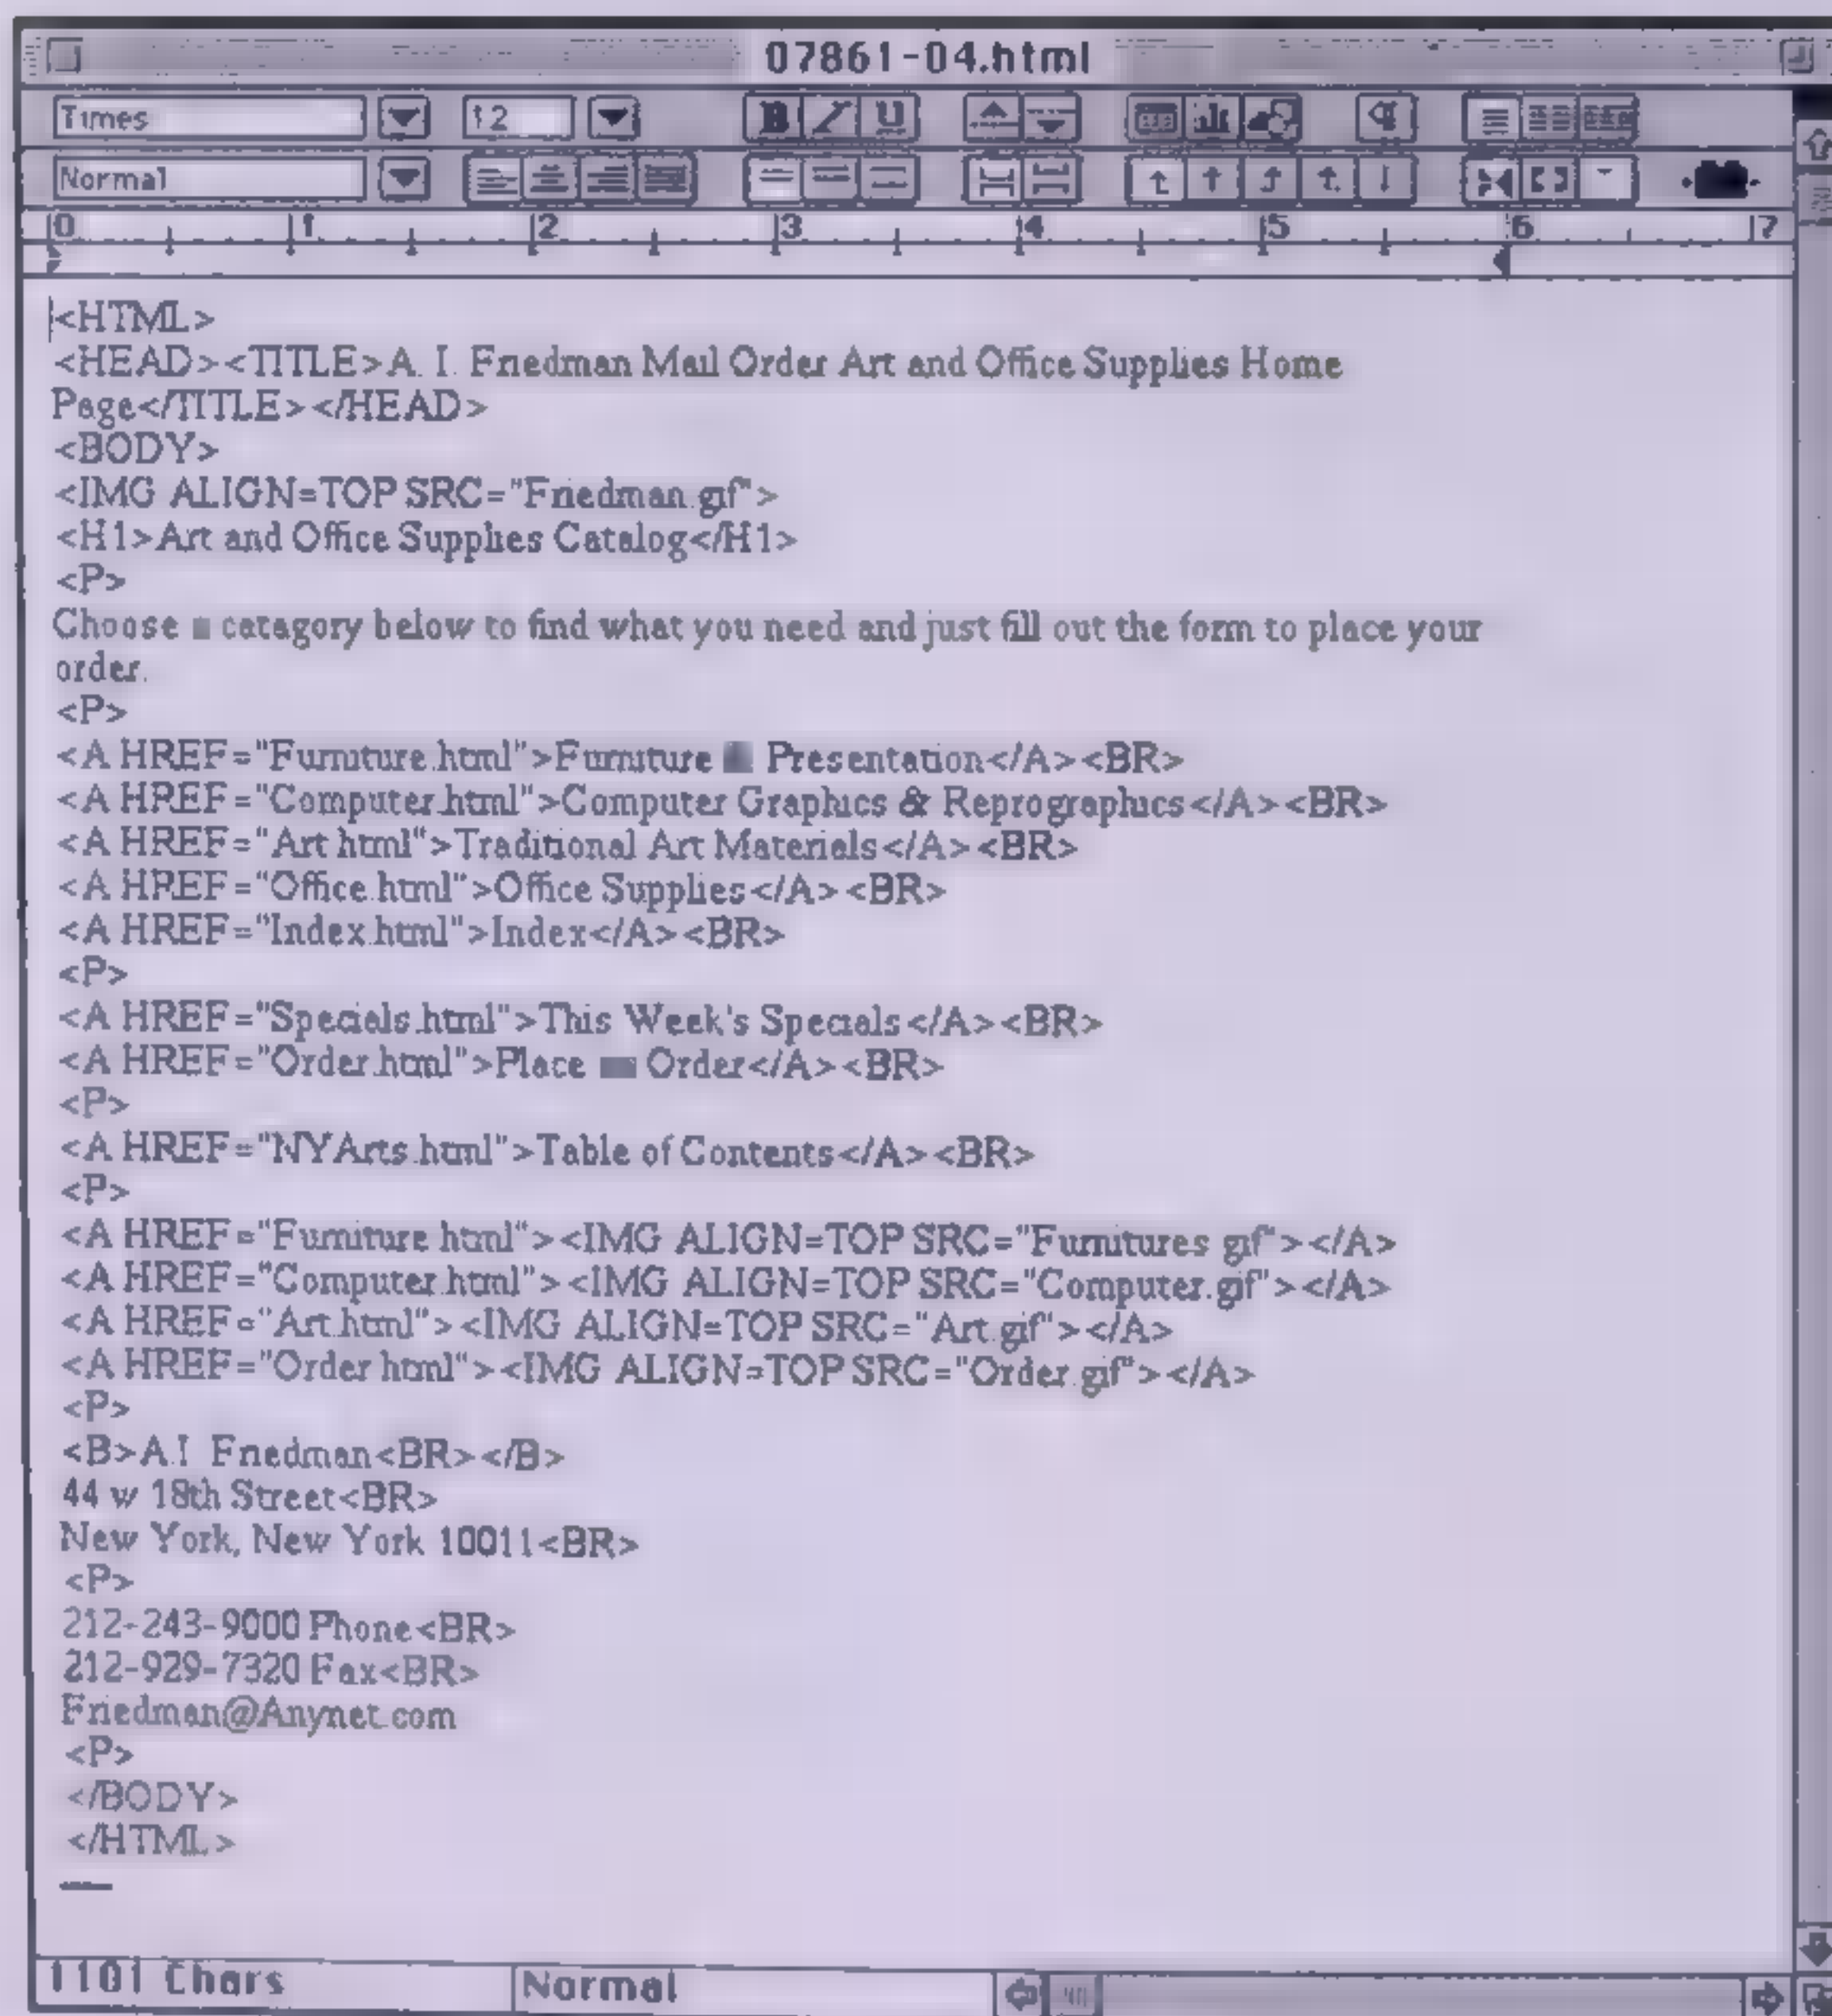 07861-04.html
Times 12 B I U
Normal
0 1 2 3 4 5 6 7
<HTML>
<HEAD><TITLE>A. I. Friedman Mail Order Art and Office Supplies Home
Page</TITLE></HEAD>
<BODY>
<IMG ALIGN=TOP SRC="Friedman.gif">
<H1>Art and Office Supplies Catalog</H1>
<P>
Choose catagory below to find what you need and just fill out the form to place your
order.
<P>
<A HREF="Furniture.html">Furniture Presentation</A><BR>
<A HREF="Computer.html">Computer Graphics & Reprographics</A><BR>
<A HREF="Art.html">Traditional Art Materials</A><BR>
<A HREF="Office.html">Office Supplies</A><BR>
<A HREF="Index.html">Index</A><BR>
<P>
<A HREF="Specials.html">This Week's Specials</A><BR>
<A HREF="Order.html">Place Order</A><BR>
<P>
<A HREF="NYArts.html">Table of Contents</A><BR>
<P>
<A HREF="Furniture.html"><IMG ALIGN=TOP SRC="Furnitures.gif"></A>
<A HREF="Computer.html"><IMG ALIGN=TOP SRC="Computer.gif"></A>
<A HREF="Art.html"><IMG ALIGN=TOP SRC="Art.gif"></A>
<A HREF="Order.html"><IMG ALIGN=TOP SRC="Order.gif"></A>
<P>
<B>A.I. Friedman<BR></B>
44 w 18th Street<BR>
New York, New York 10011<BR>
<P>
212-243-9000 Phone<BR>
212-929-7320 Fax<BR>
Friedman@Anynet.com
<P>
</BODY>
</HTML>
1101 Chars Normal